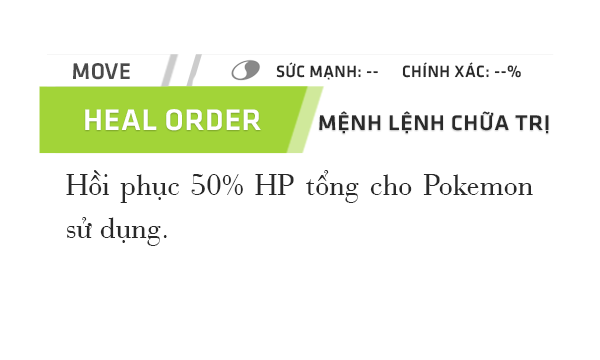 MOVE SỨC MẠNH: -- CHÍNH XÁC: --%
HEAL ORDER MỆNH LỆNH CHỮA TRỊ
Hồi phục 50% HP tổng cho Pokemon
sử dụng.